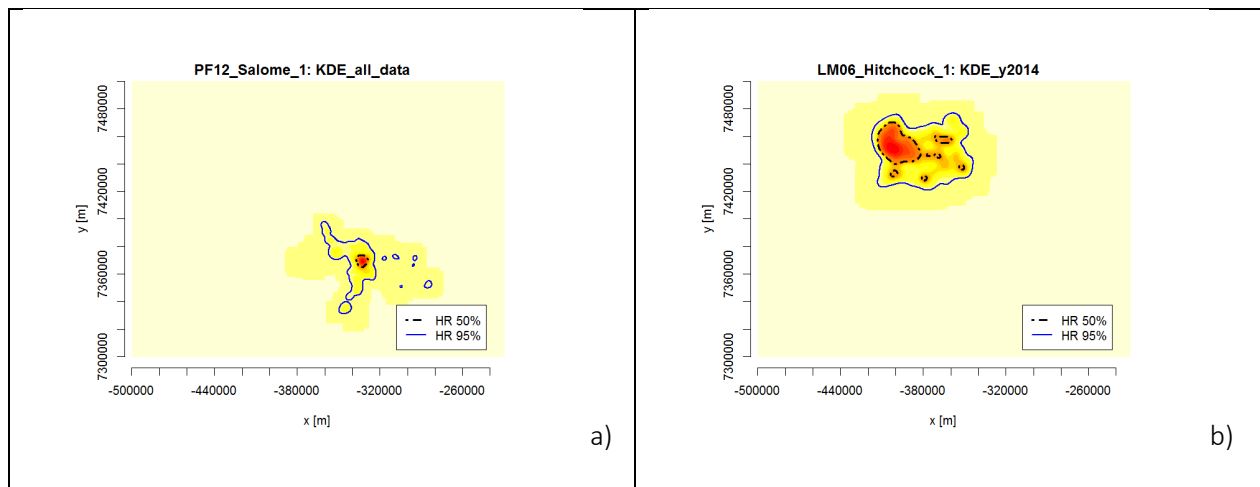 PF12_Salome_1: KDE_all_data
7480000
7420000
7360000
7300000
y [m]
HR 50%
HR 95%
-500000 -440000 -380000 -320000 -260000
x [m]
a)
LM06_Hitchcock_1: KDE_y2014
7480000
7420000
7360000
7300000
y [m]
HR 50%
HR 95%
-500000 -440000 -380000 -320000 -260000
x [m]
b)